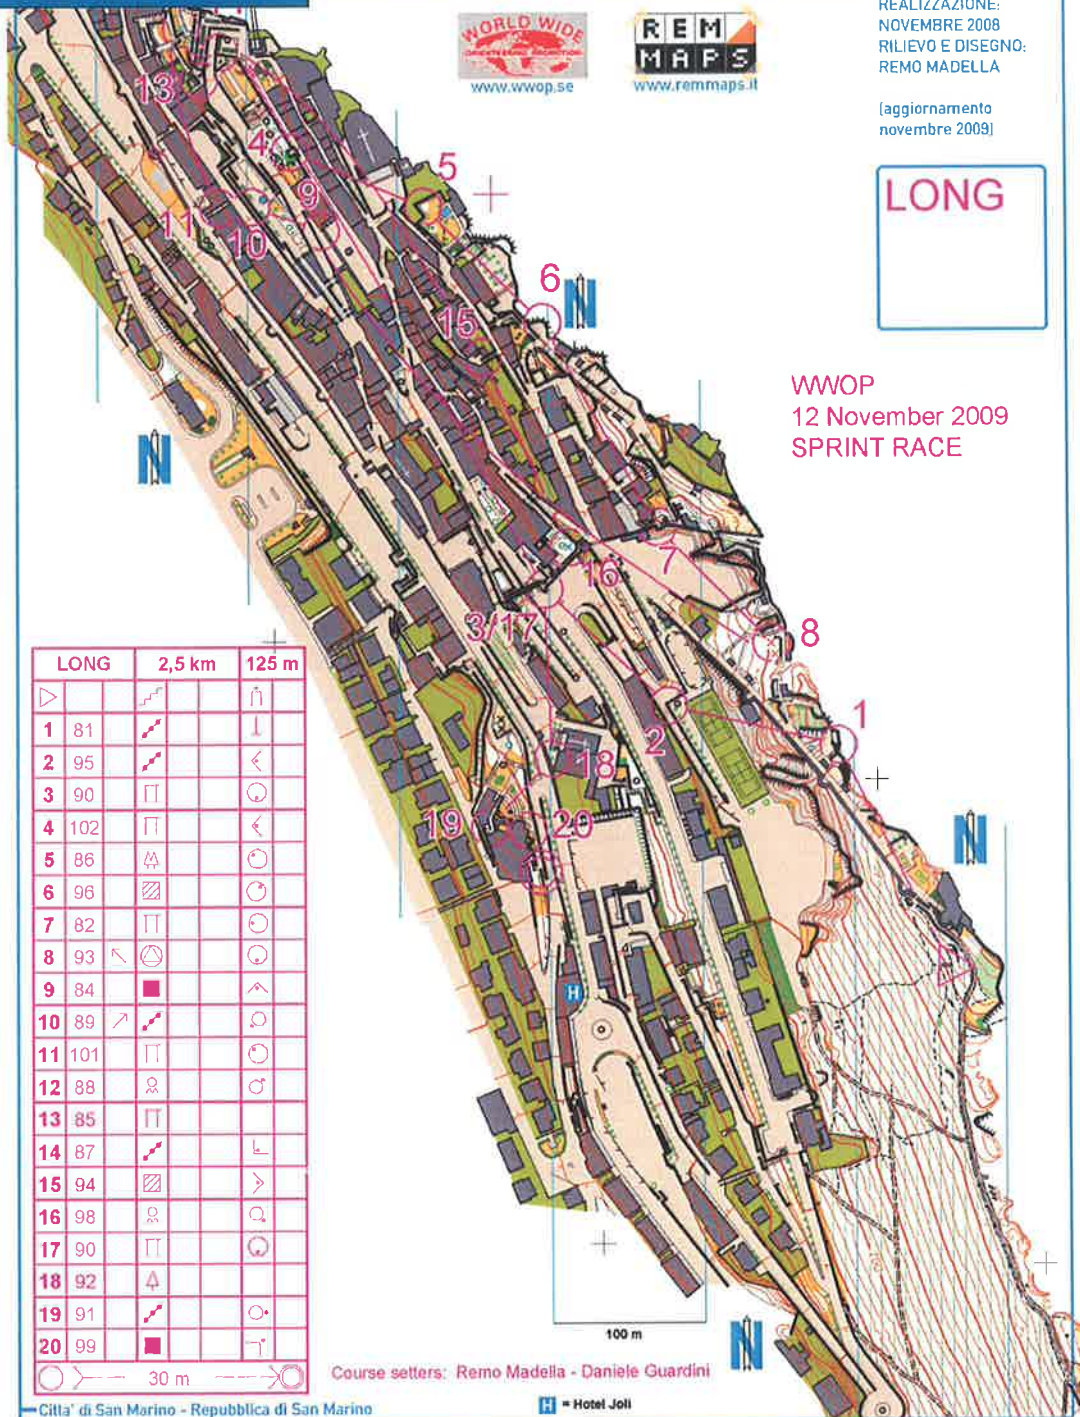 REALIZZAZIONE:
NOVEMBRE 2008
RILIEVO E DISEGNO:
REMO MADELLA
(aggiornamento
novembre 2009)
WORLD WIDE
ORIENTEERING PROMOTION
www.wwop.se
REM
MAPS
www.remmaps.it
LONG
WWOP
12 November 2009
SPRINT RACE
13
4
5
9
11
10
6
N
15
N
7
16
3/17
8
2
1
18
19
20
N
H
LONG 2,5 km 125 m
1 81
2 95
3 90
4 102
5 86
6 96
7 82
8 93
9 84
10 89
11 101
12 88
13 85
14 87
15 94
16 98
17 90
18 92
19 91
20 99
30 m
100 m
N
Course setters: Remo Madella - Daniele Guardini
H = Hotel Joli
Citta' di San Marino - Repubblica di San Marino